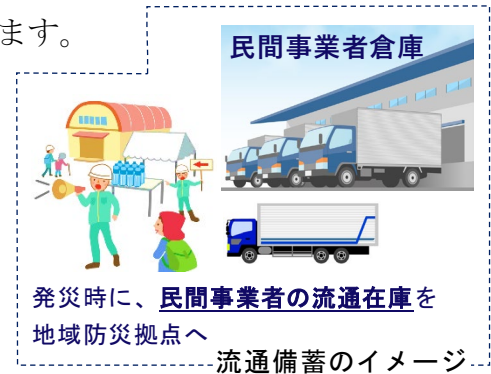 ます。
民間事業者倉庫
発災時に、民間事業者の流通在庫を
地域防災拠点へ
流通備蓄のイメージ